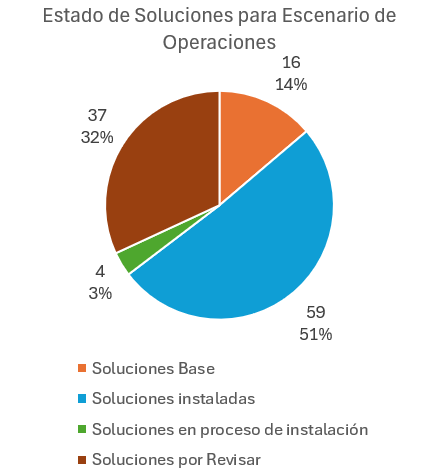 Estado de Soluciones para Escenario de
Operaciones
16
14%
37
32%
4
3%
59
51%
Soluciones Base
Soluciones instaladas
Soluciones en proceso de instalación
Soluciones por Revisar